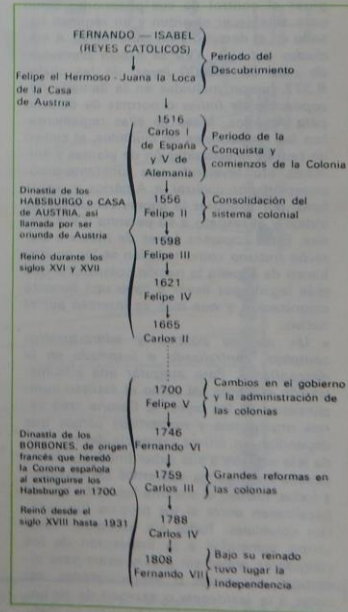 FERNANDO — ISABEL
(REYES CATOLICOS)
Periodo del
Descubrimiento
Felipe el Hermoso - Juana la Loca
de la Casa
de Austria
1516
Carlos I
de España
y V de
Alemania
Periodo de la
Conquista y
comienzos de la Colonia
Dinastia de los
HABSBURGO o CASA
de AUSTRIA, asi
llamada por ser
oriunda de Austria
Reinó durante los
siglos XVI y XVII
1556
Felipe II
Consolidación del
sistema colonial
1598
Felipe III
1621
Felipe IV
1665
Carlos II
1700
Felipe V
Cambios en el gobierno
y la administración de
las colonias
Dinastia de los
BORBONES, de origen
francés que heredó
la Corona española
al extinguirse los
Habsburgo en 1700.
Reinó desde el
siglo XVIII hasta 1931
1746
Fernando VI
1759
Carlos III
Grandes reformas en
las colonias
1788
Carlos IV
1808
Fernando VII
Bajo su reinado
tuvo lugar la
Independencia